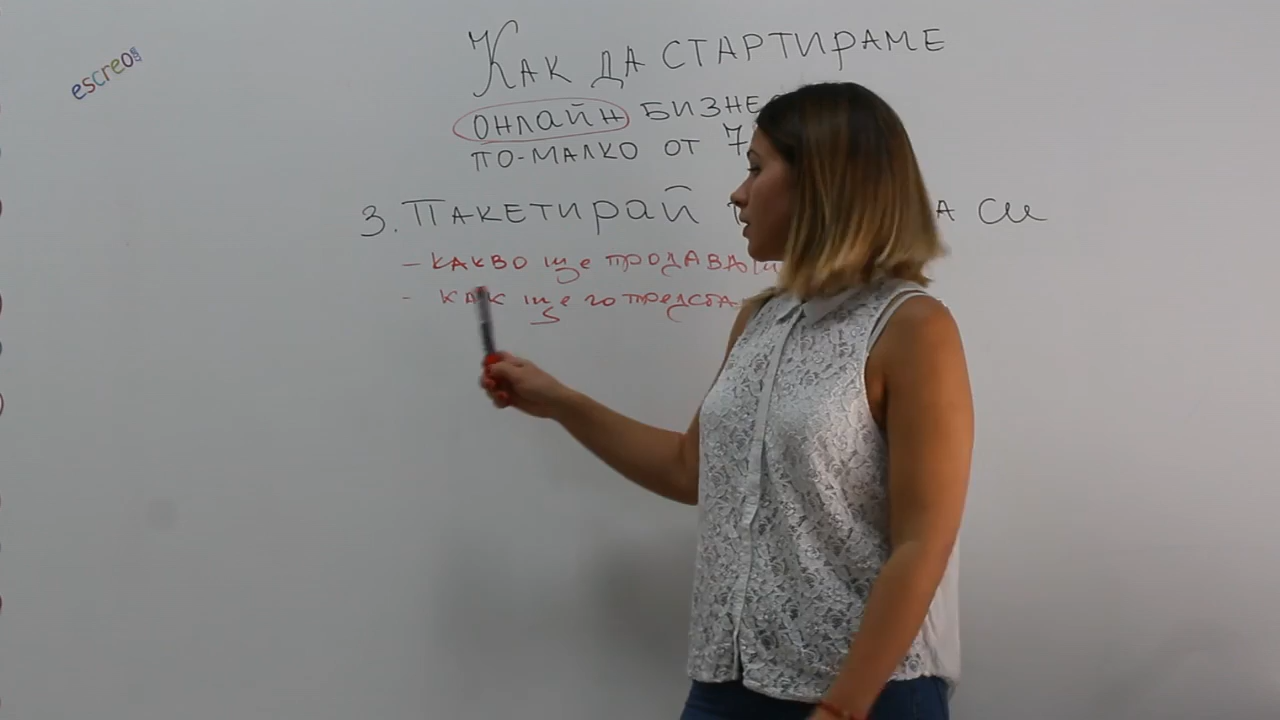 escreo
Как да стартираме
онлайн бизнес
по-малко от 7
3. Пакетирай си
- какво ще продаваш
- как ще го предста